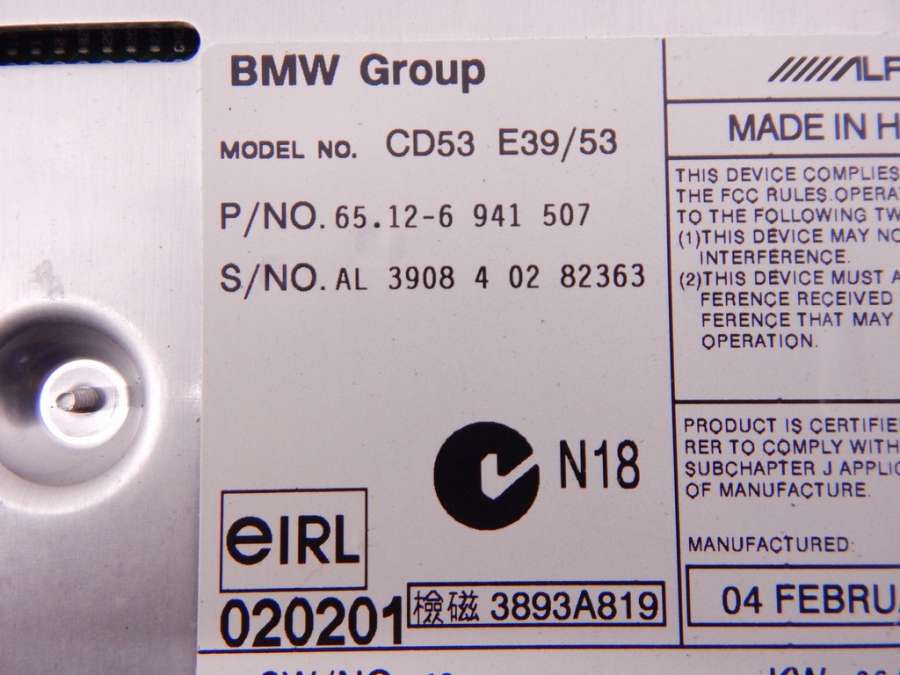 BMW Group
MODEL NO. CD53 E39/53
P/NO. 65.12-6 941 507
S/NO. AL 3908 4 02 82363
N18
eIRL
020201
檢磁 3893A819
MADE IN
THIS DEVICE COMPLIES
THE FCC RULES.OPERA
TO THE FOLLOWING TW
(1)THIS DEVICE MAY NO
INTERFERENCE.
(2)THIS DEVICE MUST A
FERENCE RECEIVED
FERENCE THAT MAY
OPERATION.
PRODUCT IS CERTIFIE
RER TO COMPLY WITH
SUBCHAPTER J APPLIC
OF MANUFACTURE.
MANUFACTURED:
04 FEBRU